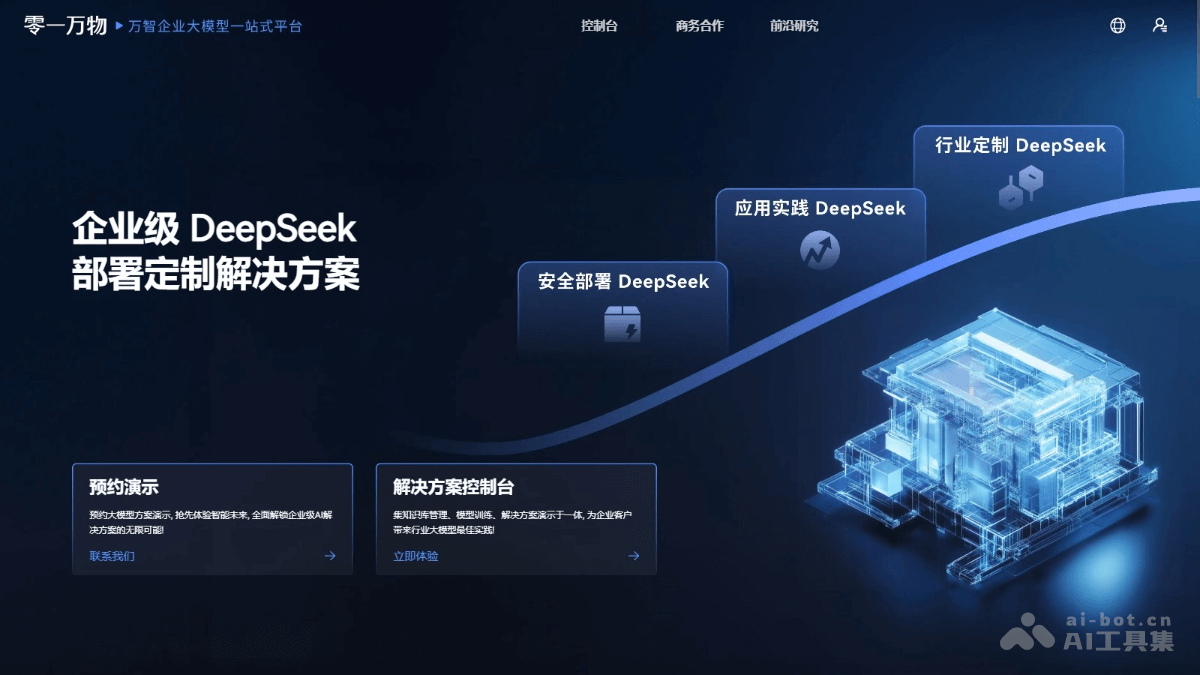 零一万物 万智企业大模型一站式平台
控制台 商务合作 前沿研究
行业定制 DeepSeek
应用实践 DeepSeek
安全部署 DeepSeek
企业级 DeepSeek
部署定制解决方案
预约演示
预约大模型方案演示, 抢先体验智能未来, 全面解锁企业级AI解
决方案的无限可能!
联系我们
解决方案控制台
集知识库管理、模型训练、解决方案演示于一体, 为企业客户
带来行业大模型最佳实践!
立即体验
ai-bot.cn
AI工具集